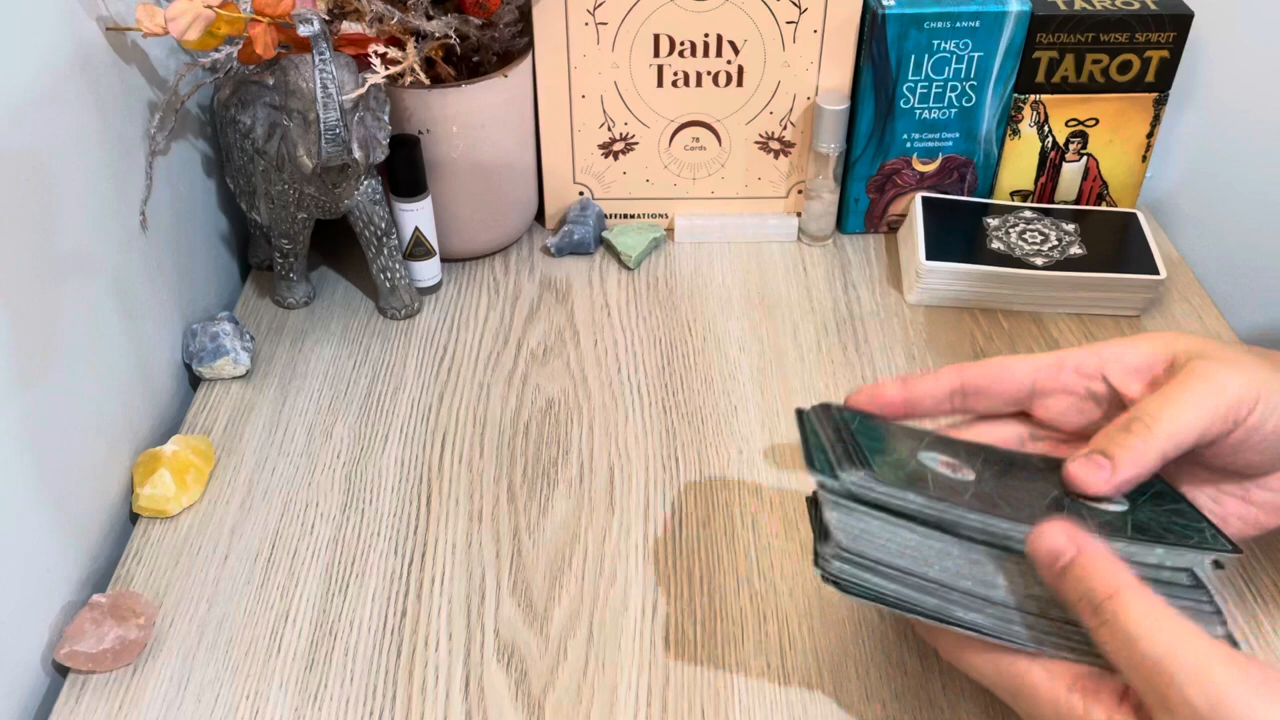 Daily
Tarot
78
Cards
AFFIRMATIONS
CHRIS-ANNE
THE
LIGHT
SEER'S
TAROT
A 78-Card Deck
& Guidebook
TAROT
RADIANT WISE SPIRIT
TAROT